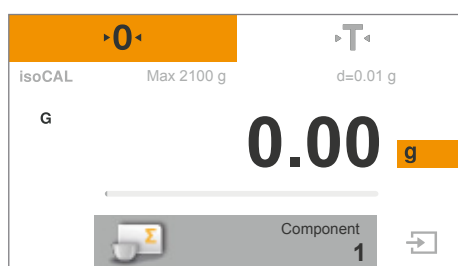 0 T
isoCAL Max 2100 g d=0.01 g
G
0.00 g
Σ Component
1